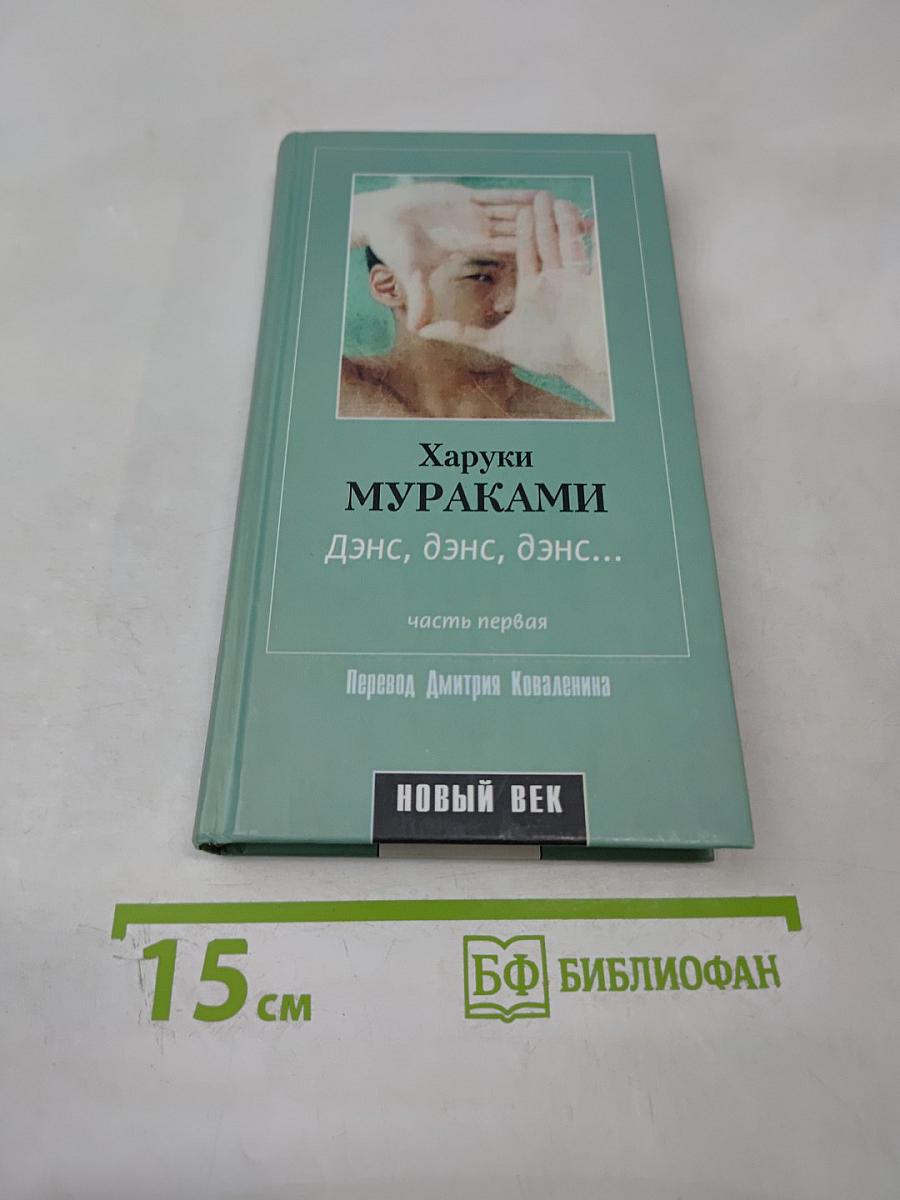 Харуки
МУРАКАМИ
Дэнс, дэнс, дэнс...
часть первая
Перевод Дмитрия Коваленина
НОВЫЙ ВЕК
15 см
БФ БИБЛИОФАН